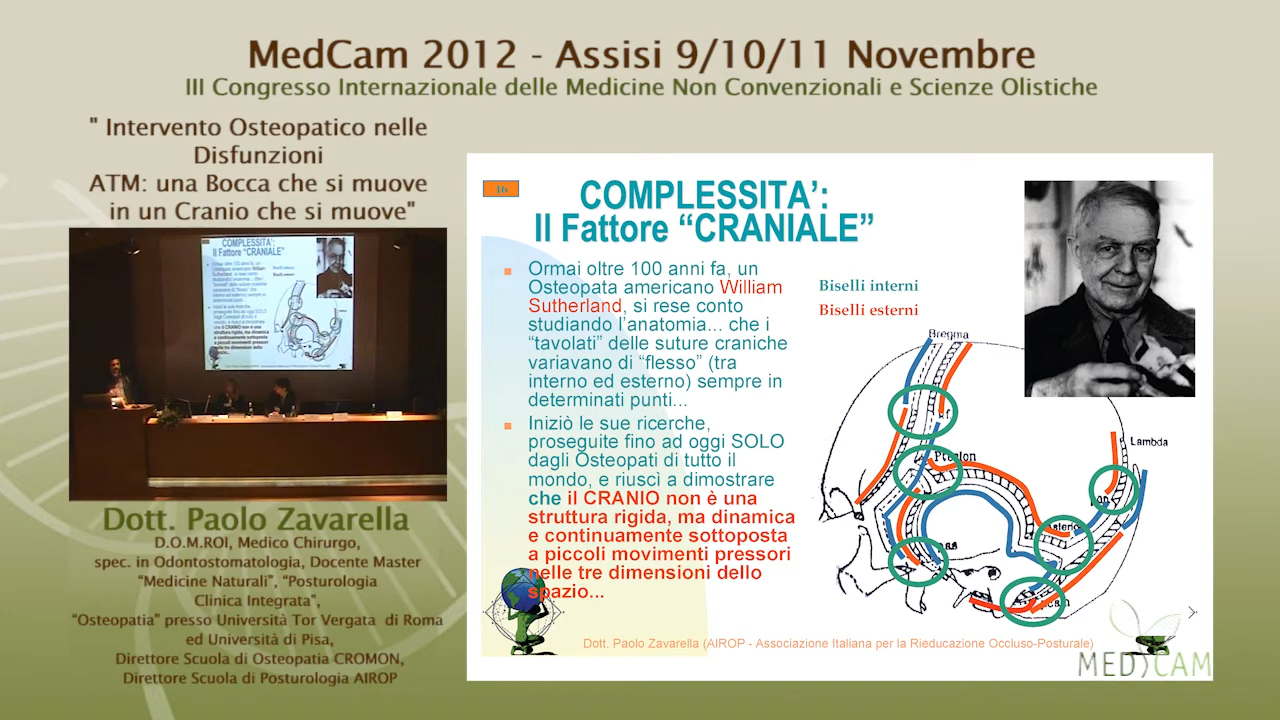 MedCam 2012 - Assisi 9/10/11 Novembre
III Congresso Internazionale delle Medicine Non Convenzionali e Scienze Olistiche
" Intervento Osteopatico nelle
Disfunzioni
ATM: una Bocca che si muove
in un Cranio che si muove"
Dott. Paolo Zavarella
D.O.M.ROI, Medico Chirurgo,
spec. in Odontostomatologia, Docente Master
"Medicine Naturali", "Posturologia
Clinica Integrata",
"Osteopatia" presso Università Tor Vergata di Roma
ed Università di Pisa,
Direttore Scuola di Osteopatia CROMON,
Direttore Scuola di Posturologia AIROP
16
COMPLESSITA':
Il Fattore "CRANIALE"
Ormai oltre 100 anni fa, un
Osteopata americano William
Sutherland, si rese conto
studiando l'anatomia... che i
"tavolati" delle suture craniche
variavano di "flesso" (tra
interno ed esterno) sempre in
determinati punti...
Iniziò le sue ricerche,
proseguite fino ad oggi SOLO
dagli Osteopati di tutto il
mondo, e riuscì a dimostrare
che il CRANIO non è una
struttura rigida, ma dinamica
e continuamente sottoposta
a piccoli movimenti pressori
nelle tre dimensioni dello
spazio...
Biselli interni
Biselli esterni
Bregma
Lambda
Dott. Paolo Zavarella (AIROP - Associazione Italiana per la Rieducazione Occluso-Posturale)
MEDCAM
COMPLESSITA':
Il Fattore "CRANIALE"